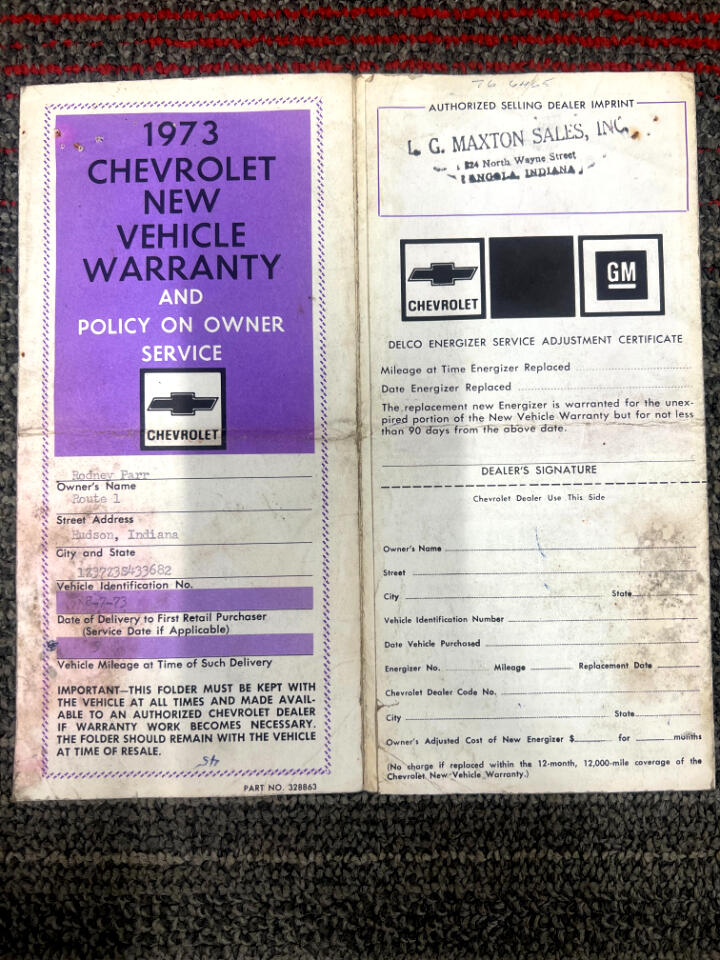 1973
CHEVROLET
NEW
VEHICLE
WARRANTY
AND
POLICY ON OWNER
SERVICE
CHEVROLET
Rodney Parr
Owner's Name
Route 1
Street Address
Hudson, Indiana
City and State
1Z37Z3S433682
Vehicle Identification No.
8-7-73
Date of Delivery to First Retail Purchaser
(Service Date if Applicable)
Vehicle Mileage at Time of Such Delivery
IMPORTANT—THIS FOLDER MUST BE KEPT WITH
THE VEHICLE AT ALL TIMES AND MADE AVAIL-
ABLE TO AN AUTHORIZED CHEVROLET DEALER
IF WARRANTY WORK BECOMES NECESSARY.
THE FOLDER SHOULD REMAIN WITH THE VEHICLE
AT TIME OF RESALE.
45
PART NO. 328863
AUTHORIZED SELLING DEALER IMPRINT
L. G. MAXTON SALES, INC.
224 North Wayne Street
ANGOLA, INDIANA
CHEVROLET
GM
DELCO ENERGIZER SERVICE ADJUSTMENT CERTIFICATE
Mileage at Time Energizer Replaced
Date Energizer Replaced
The replacement new Energizer is warranted for the unex-
pired portion of the New Vehicle Warranty but for not less
than 90 days from the above date.
DEALER'S SIGNATURE
Chevrolet Dealer Use This Side
Owner's Name
Street
City State
Vehicle Identification Number
Date Vehicle Purchased
Energizer No. Mileage Replacement Date
Chevrolet Dealer Code No.
City State
Owner's Adjusted Cost of New Energizer $ for months
(No charge if replaced within the 12-month, 12,000-mile coverage of the
Chevrolet New Vehicle Warranty.)